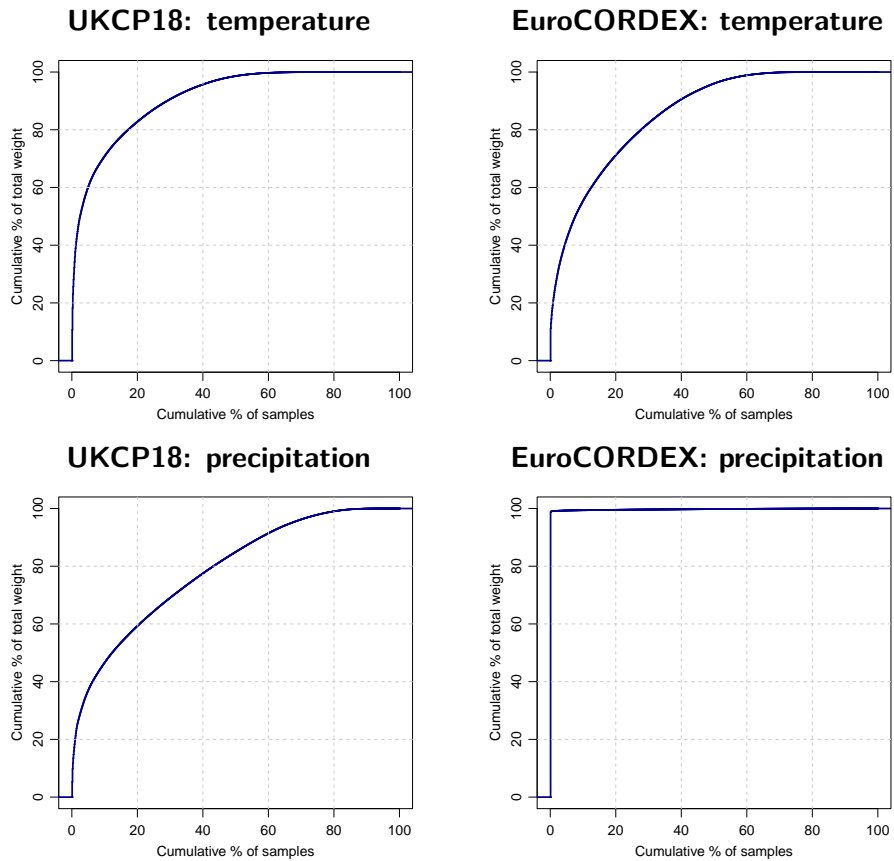 UKCP18: temperature
Cumulative % of total weight
100
80
60
40
20
0
0 20 40 60 80 100
Cumulative % of samples
EuroCORDEX: temperature
Cumulative % of total weight
100
80
60
40
20
0
0 20 40 60 80 100
Cumulative % of samples
UKCP18: precipitation
Cumulative % of total weight
100
80
60
40
20
0
0 20 40 60 80 100
Cumulative % of samples
EuroCORDEX: precipitation
Cumulative % of total weight
100
80
60
40
20
0
0 20 40 60 80 100
Cumulative % of samples